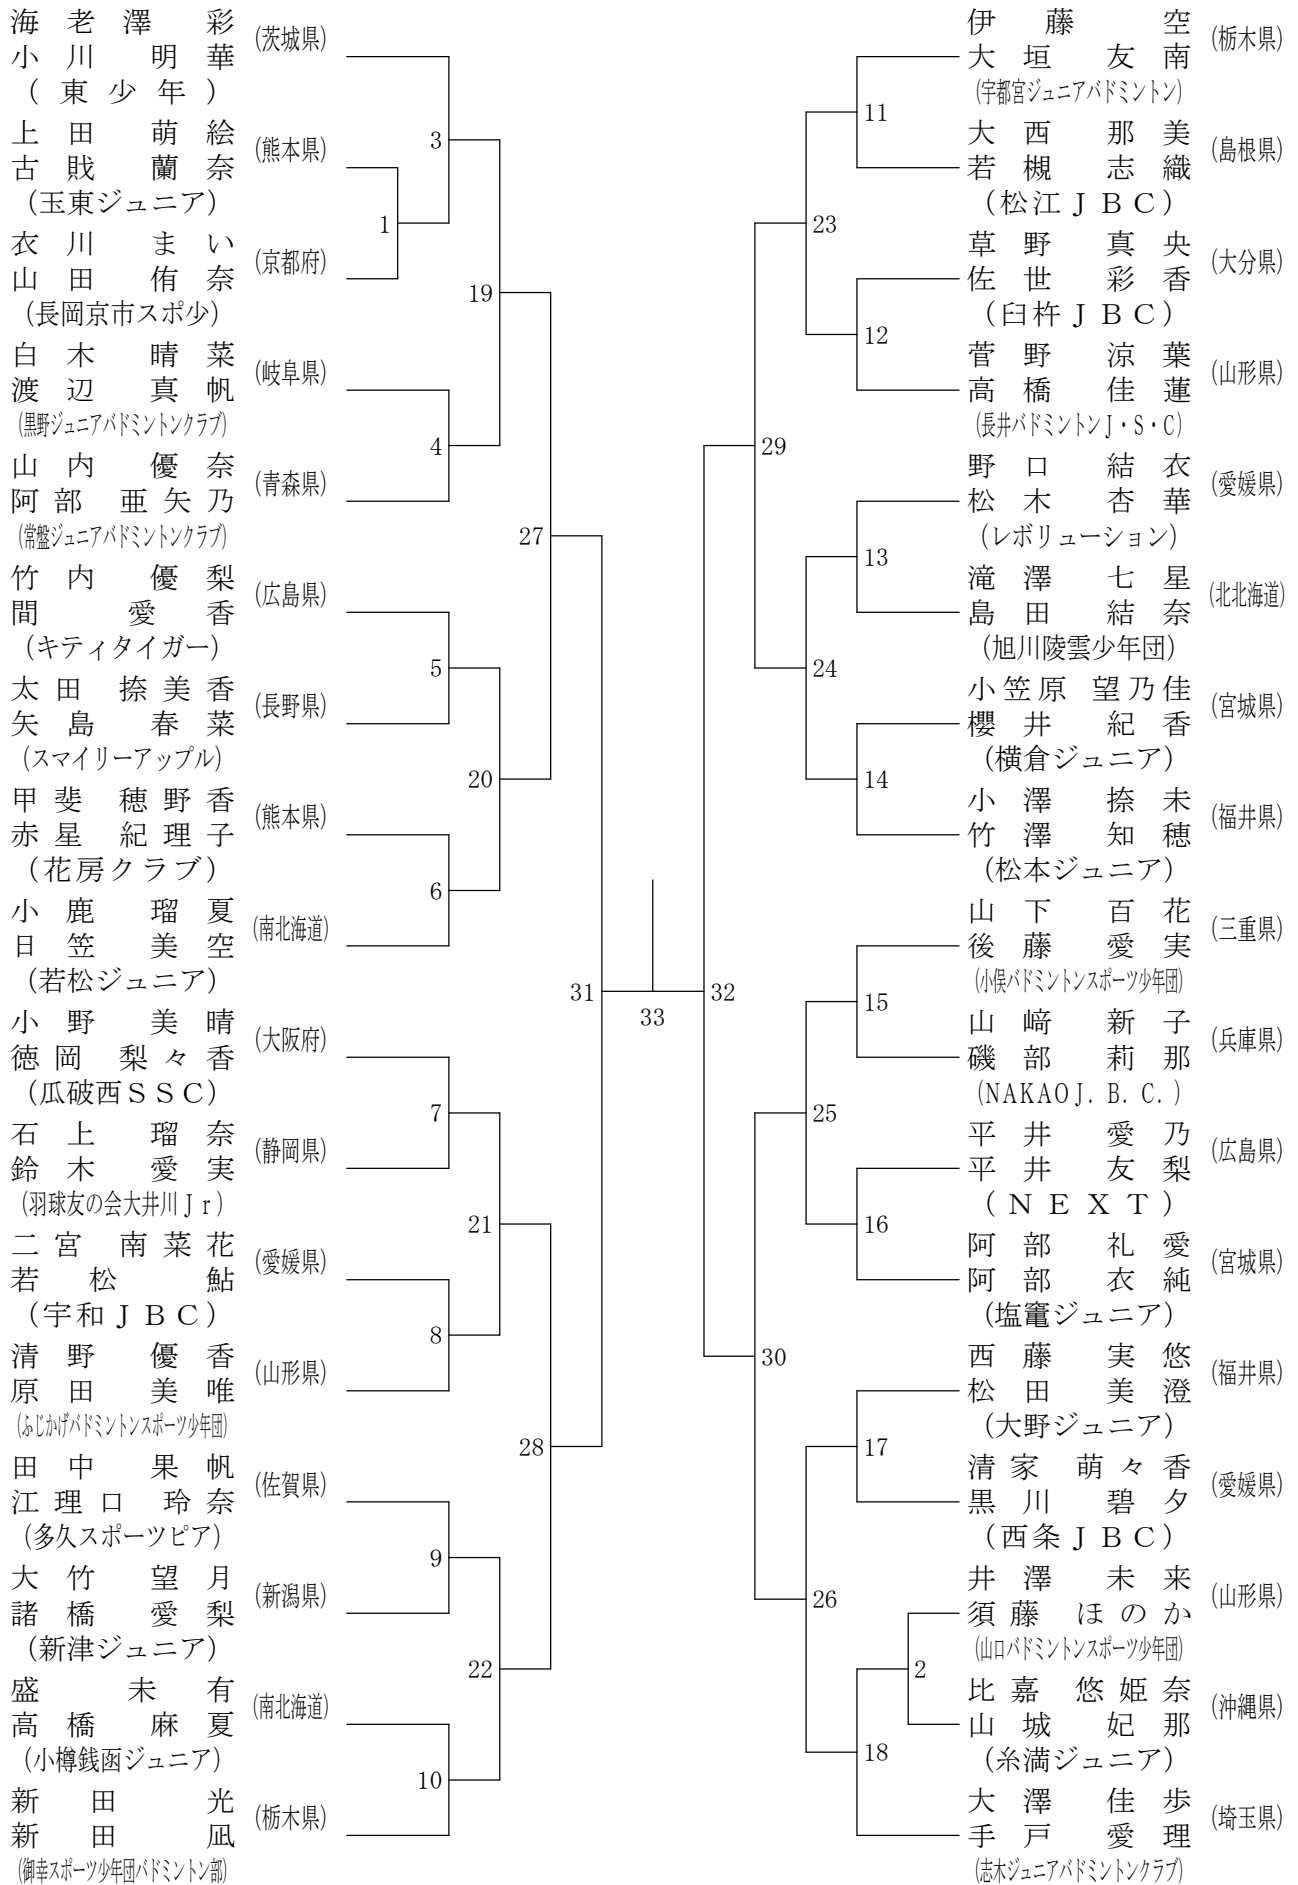 海老澤 彩 (茨城県)
小川 明華
(東少年)
上田 萌絵 (熊本県)
古賎 蘭奈
(玉東ジュニア)
衣川 まい (京都府)
山田 侑奈
(長岡京市スポ少)
白木 晴菜 (岐阜県)
渡辺 真帆
(黒野ジュニアバドミントンクラブ)
山内 優奈 (青森県)
阿部 亜矢乃
(常盤ジュニアバドミントンクラブ)
竹内 優梨 (広島県)
間 愛香
(キティタイガー)
太田 捺美香 (長野県)
矢島 春菜
(スマイリーアップル)
甲斐 穂野香 (熊本県)
赤星 紀理子
(花房クラブ)
小鹿 瑠夏 (南北海道)
日笠 美空
(若松ジュニア)
小野 美晴 (大阪府)
徳岡 梨々香
(瓜破西SSC)
石上 瑠奈 (静岡県)
鈴木 愛実
(羽球友の会大井川Jr)
二宮 南菜花 (愛媛県)
若松 鮎
(宇和JBC)
清野 優香 (山形県)
原田 美唯
(ふじかげバドミントンスポーツ少年団)
田中 果帆 (佐賀県)
江理口 玲奈
(多久スポーツピア)
大竹 望月 (新潟県)
諸橋 愛梨
(新津ジュニア)
盛 未有 (南北海道)
高橋 麻夏
(小樽銭函ジュニア)
新田 光 (栃木県)
新田 凪
(御幸スポーツ少年団バドミントン部)
3
1
19
4
27
5
20
6
31
7
21
8
28
9
22
10
33
32
11
23
12
29
13
24
14
15
25
16
30
17
26
2
18
伊藤 空 (栃木県)
大垣 友南
(宇都宮ジュニアバドミントン)
大西 那美 (島根県)
若槻 志織
(松江JBC)
草野 真央 (大分県)
佐世 彩香
(臼杵JBC)
菅野 涼葉 (山形県)
高橋 佳蓮
(長井バドミントンJ・S・C)
野口 結衣 (愛媛県)
松木 杏華
(レボリューション)
滝澤 七星 (北北海道)
島田 結奈
(旭川陵雲少年団)
小笠原 望乃佳 (宮城県)
櫻井 紀香
(横倉ジュニア)
小澤 捺未 (福井県)
竹澤 知穂
(松本ジュニア)
山下 百花 (三重県)
後藤 愛実
(小俣バドミントンスポーツ少年団)
山﨑 新子 (兵庫県)
磯部 莉那
(NAKAOJ.B.C.)
平井 愛乃 (広島県)
平井 友梨
(NEXT)
阿部 礼愛 (宮城県)
阿部 衣純
(塩竈ジュニア)
西藤 実悠 (福井県)
松田 美澄
(大野ジュニア)
清家 萌々香 (愛媛県)
黒川 碧夕
(西条JBC)
井澤 未来 (山形県)
須藤 ほのか
(山口バドミントンスポーツ少年団)
比嘉 悠姫奈 (沖縄県)
山城 妃那
(糸満ジュニア)
大澤 佳歩 (埼玉県)
手戸 愛理
(志木ジュニアバドミントンクラブ)